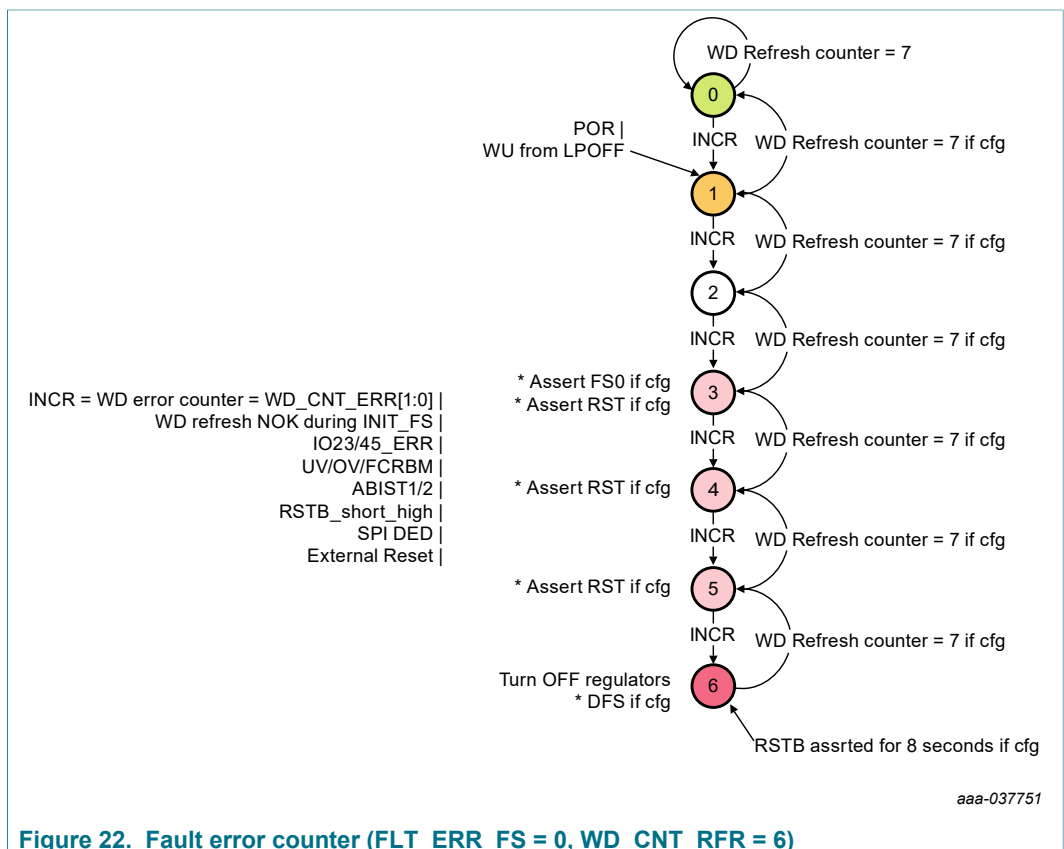 WD Refresh counter = 7
0
POR |
WU from LPOFF
INCR
WD Refresh counter = 7 if cfg
1
INCR
WD Refresh counter = 7 if cfg
2
INCR
WD Refresh counter = 7 if cfg
* Assert FS0 if cfg
* Assert RST if cfg
3
INCR = WD error counter = WD_CNT_ERR[1:0] |
WD refresh NOK during INIT_FS |
IO23/45_ERR |
UV/OV/FCRBM |
ABIST1/2 |
RSTB_short_high |
SPI DED |
External Reset |
INCR
WD Refresh counter = 7 if cfg
* Assert RST if cfg
4
INCR
WD Refresh counter = 7 if cfg
* Assert RST if cfg
5
INCR
WD Refresh counter = 7 if cfg
Turn OFF regulators
* DFS if cfg
6
RSTB assrted for 8 seconds if cfg
aaa-037751
Figure 22. Fault error counter (FLT_ERR_FS = 0, WD_CNT_RFR = 6)